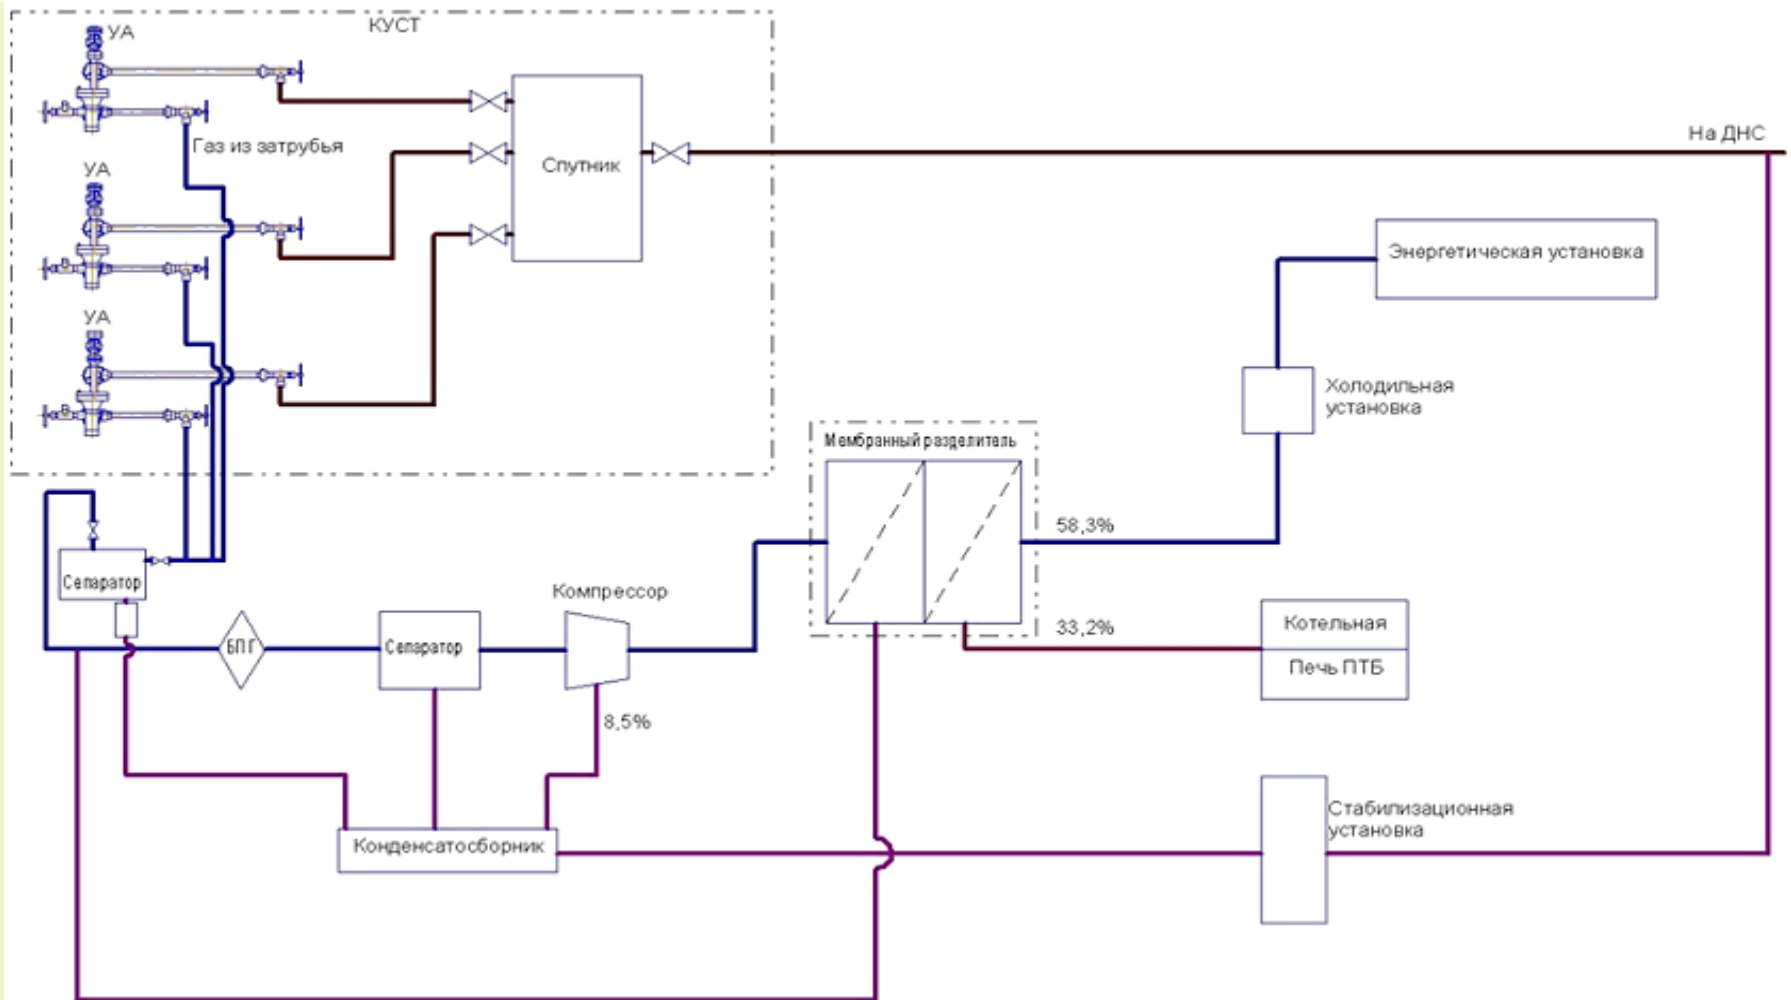 КУСТ
УА
Газ из затрубья
УА
УА
Спутник
На ДНС
Энергетическая установка
Холодильная
установка
Мембранный разделитель
58,3%
33,2%
Котельная
Печь ПТБ
Сепаратор
БПГ
Сепаратор
Компрессор
8,5%
Конденсатосборник
Стабилизационная
установка